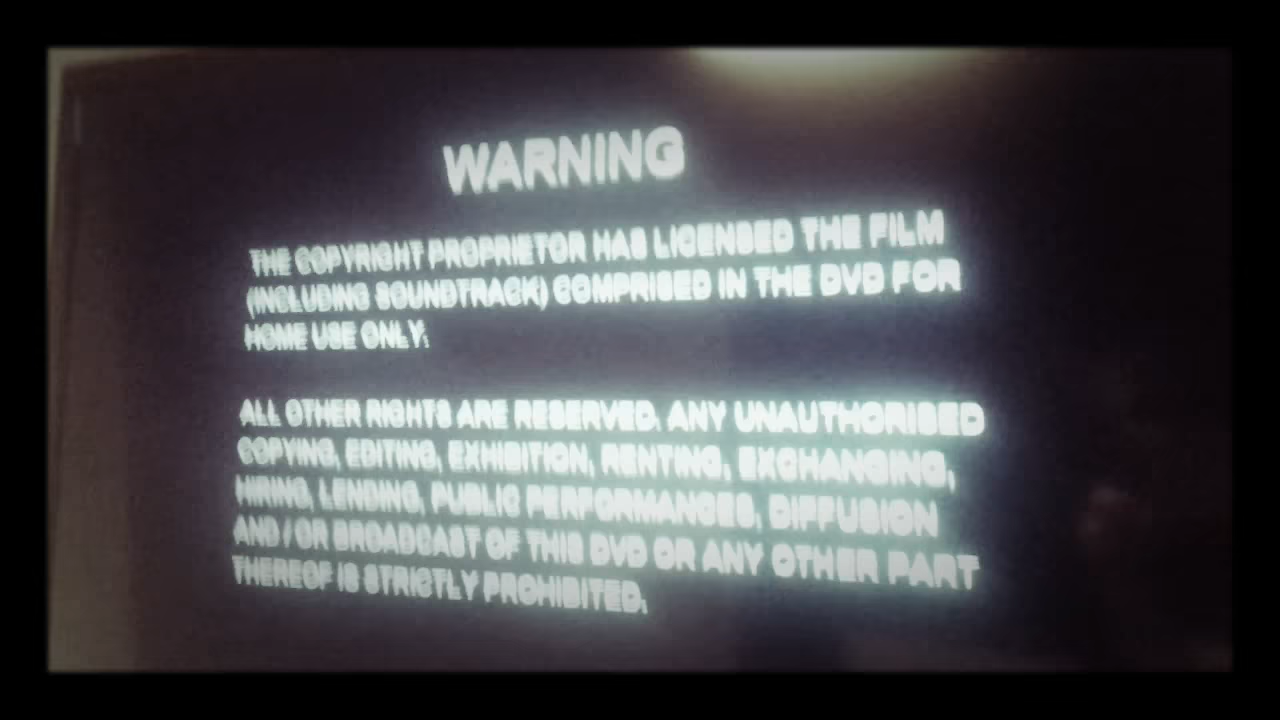 WARNING
THE COPYRIGHT PROPRIETOR HAS LICENSED THE FILM
(INCLUDING SOUNDTRACK) COMPRISED IN THE DVD FOR
HOME USE ONLY.
ALL OTHER RIGHTS ARE RESERVED. ANY UNAUTHORISED
COPYING, EDITING, EXHIBITION, RENTING, EXCHANGING,
HIRING, LENDING, PUBLIC PERFORMANCES, DIFFUSION
AND / OR BROADCAST OF THIS DVD OR ANY OTHER PART
THEREOF IS STRICTLY PROHIBITED.